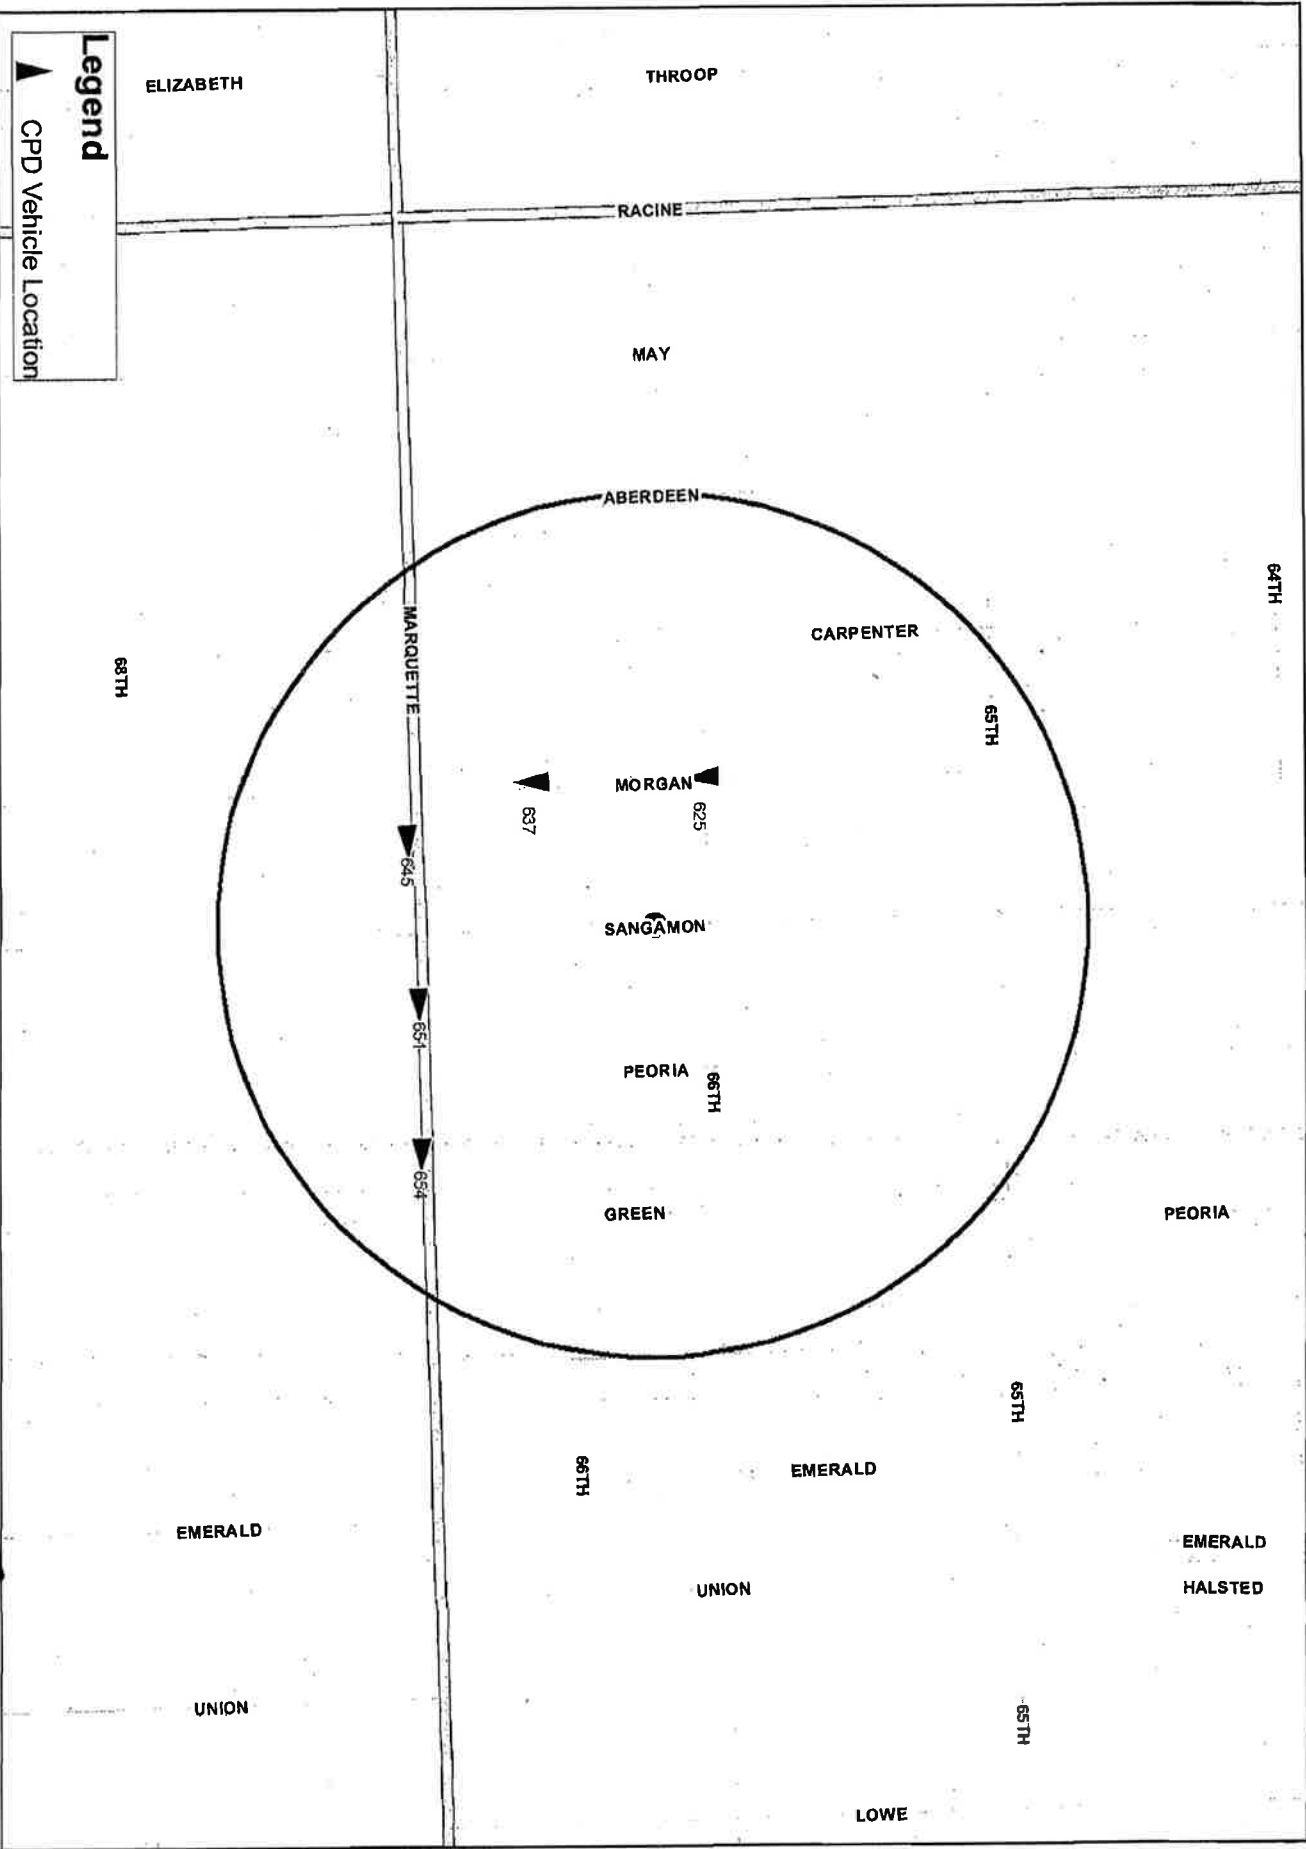 Legend
CPD Vehicle Location
ELIZABETH
THROOP
RACINE
MAY
ABERDEEN
64TH
CARPENTER
MARQUETTE
68TH
65TH
MORGAN
625
637
645
SANGAMON
651
PEORIA
66TH
654
GREEN
PEORIA
65TH
66TH
EMERALD
EMERALD
EMERALD
UNION
HALSTED
UNION
65TH
LOWE